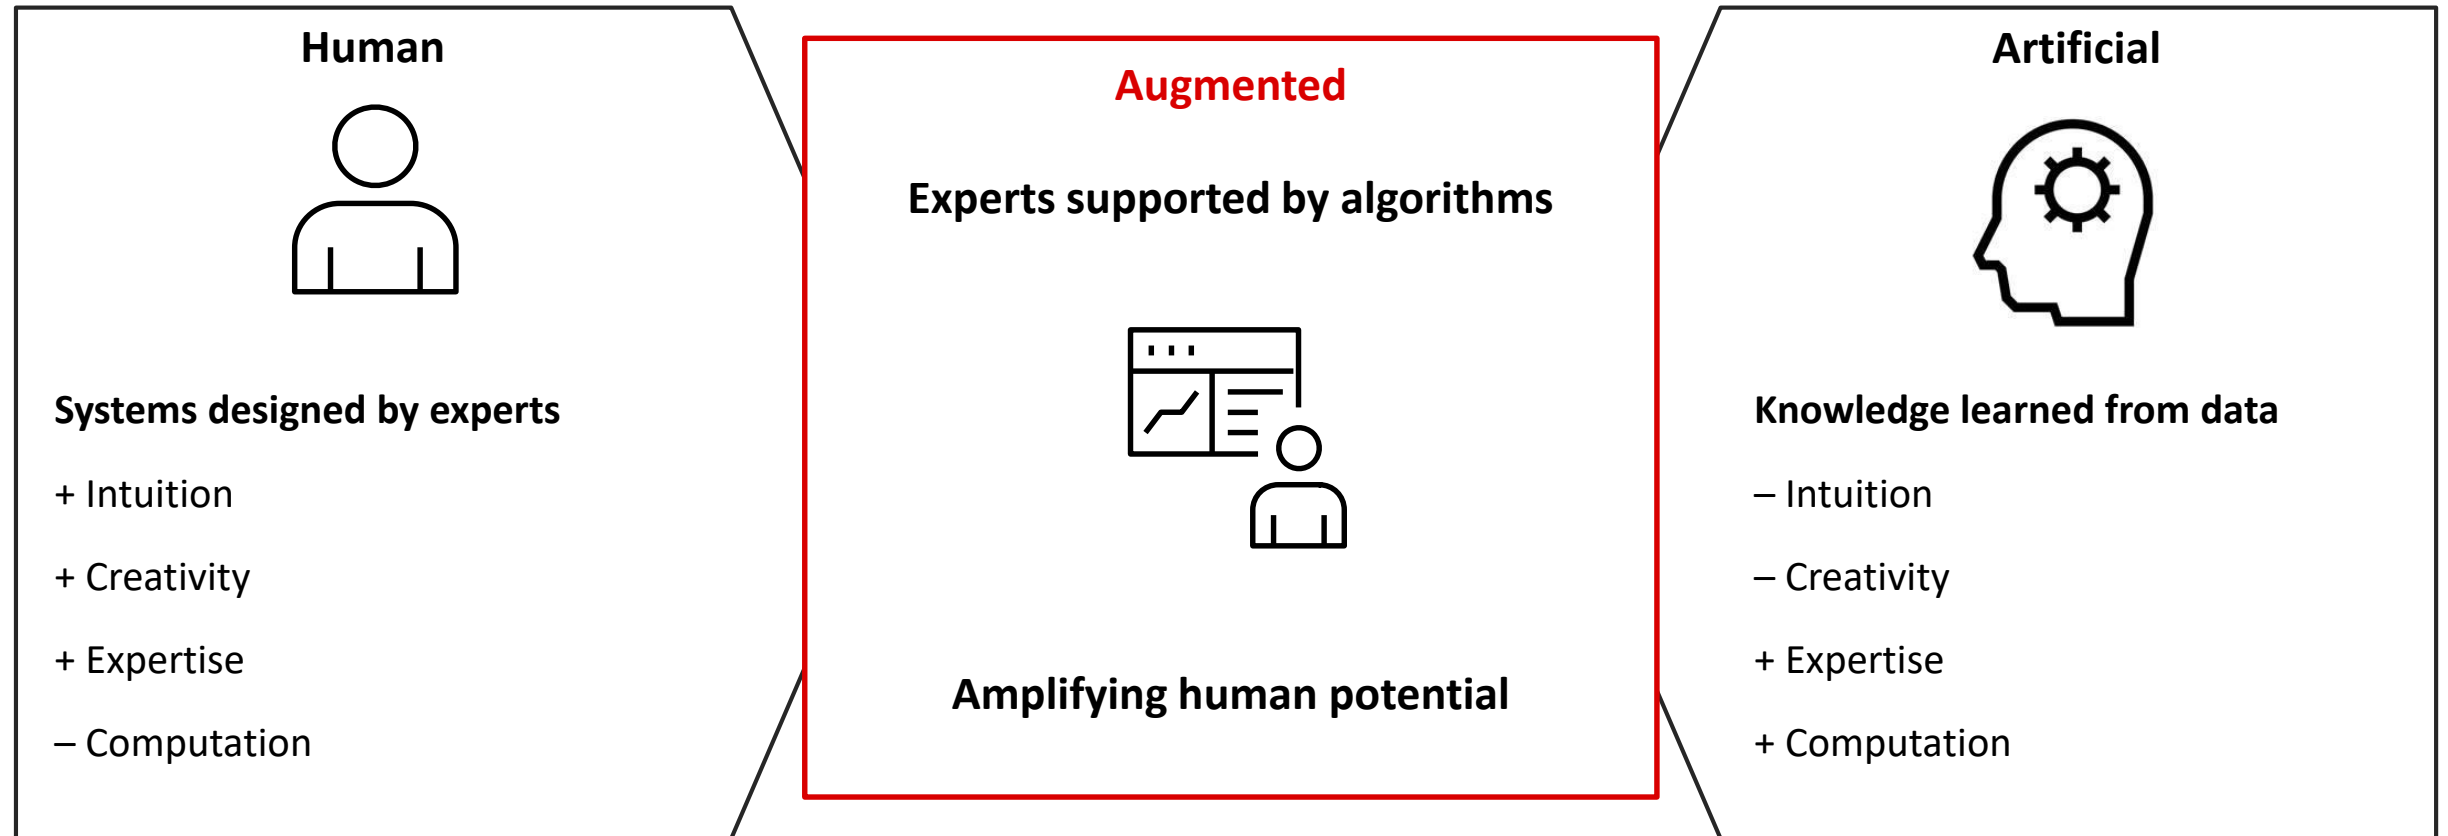 Human
Systems designed by experts
+ Intuition
+ Creativity
+ Expertise
– Computation
Augmented
Experts supported by algorithms
Amplifying human potential
Artificial
Knowledge learned from data
– Intuition
– Creativity
+ Expertise
+ Computation